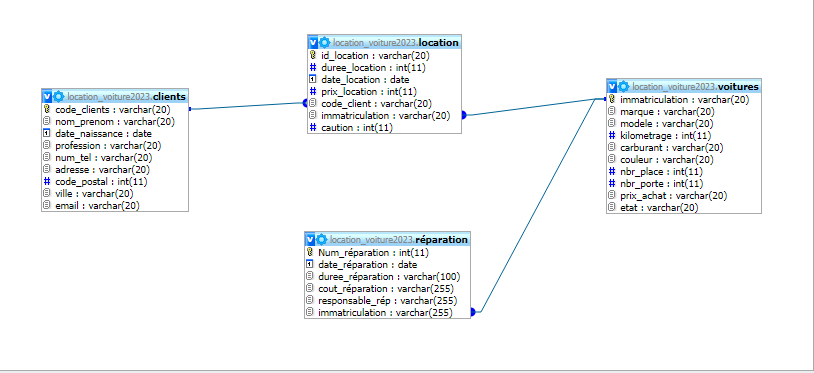 location_voiture2023.clients
code_clients : varchar(20)
nom_prenom : varchar(20)
date_naissance : date
profession : varchar(20)
num_tel : varchar(20)
adresse : varchar(20)
code_postal : int(11)
ville : varchar(20)
email : varchar(20)
location_voiture2023.location
id_location : varchar(20)
duree_location : int(11)
date_location : date
prix_location : int(11)
code_client : varchar(20)
immatriculation : varchar(20)
caution : int(11)
location_voiture2023.réparation
Num_réparation : int(11)
date_réparation : date
duree_réparation : varchar(100)
cout_réparation : varchar(255)
responsable_rép : varchar(255)
immatriculation : varchar(255)
location_voiture2023.voitures
immatriculation : varchar(20)
marque : varchar(20)
modele : varchar(20)
kilometrage : int(11)
carburant : varchar(20)
couleur : varchar(20)
nbr_place : int(11)
nbr_porte : int(11)
prix_achat : varchar(20)
etat : varchar(20)